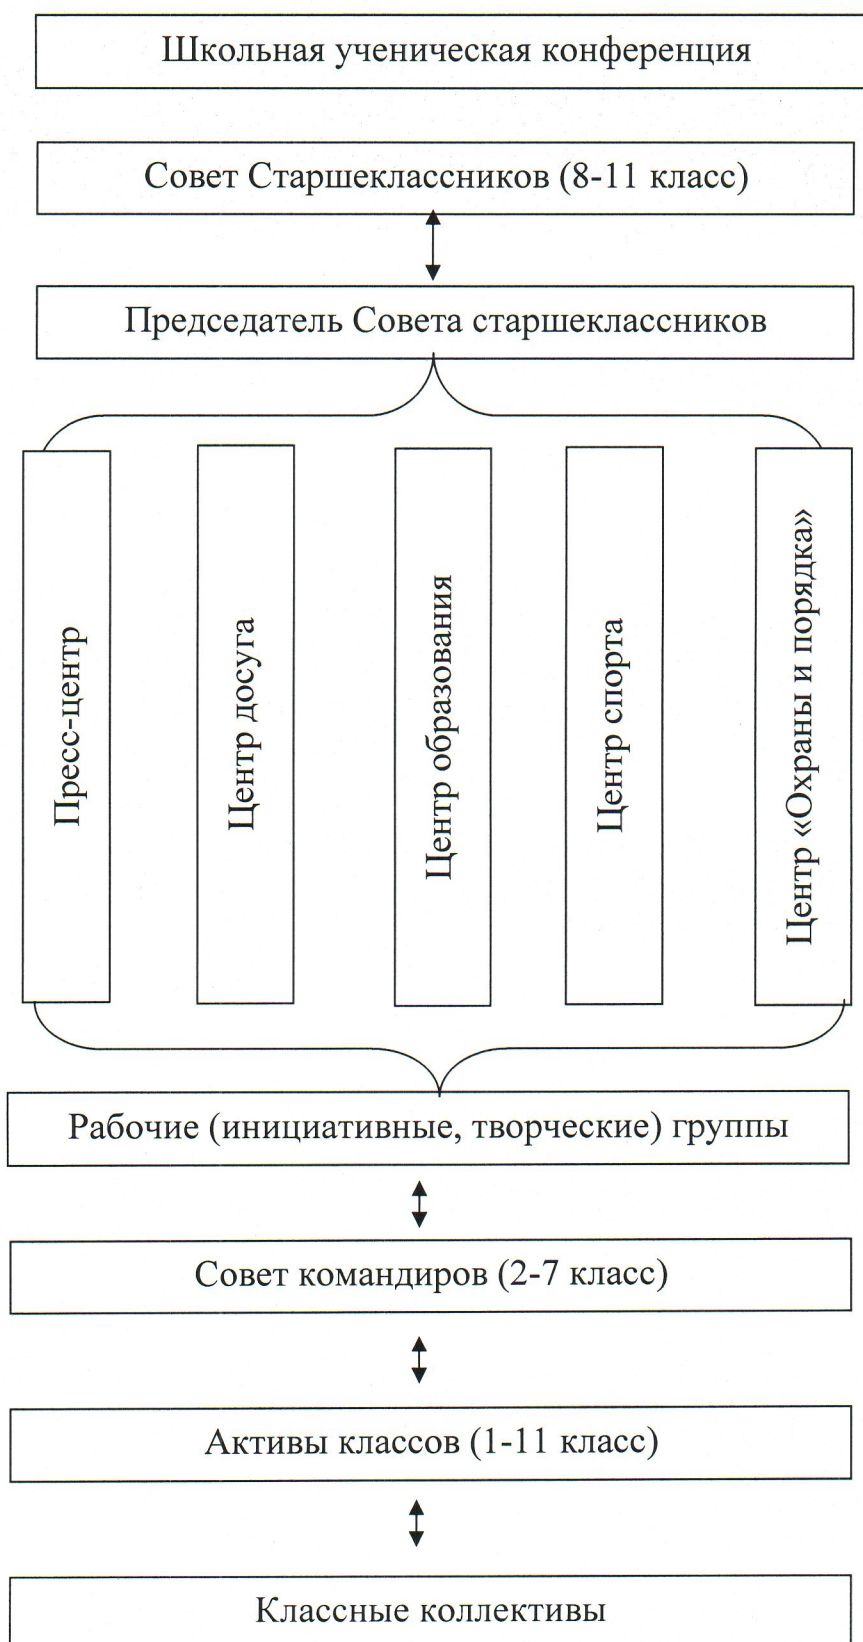 Школьная ученическая конференция
Совет Старшеклассников (8-11 класс)
Председатель Совета старшеклассников
Пресс-центр
Центр досуга
Центр образования
Центр спорта
Центр «Охраны и порядка»
Рабочие (инициативные, творческие) группы
Совет командиров (2-7 класс)
Активы классов (1-11 класс)
Классные коллективы